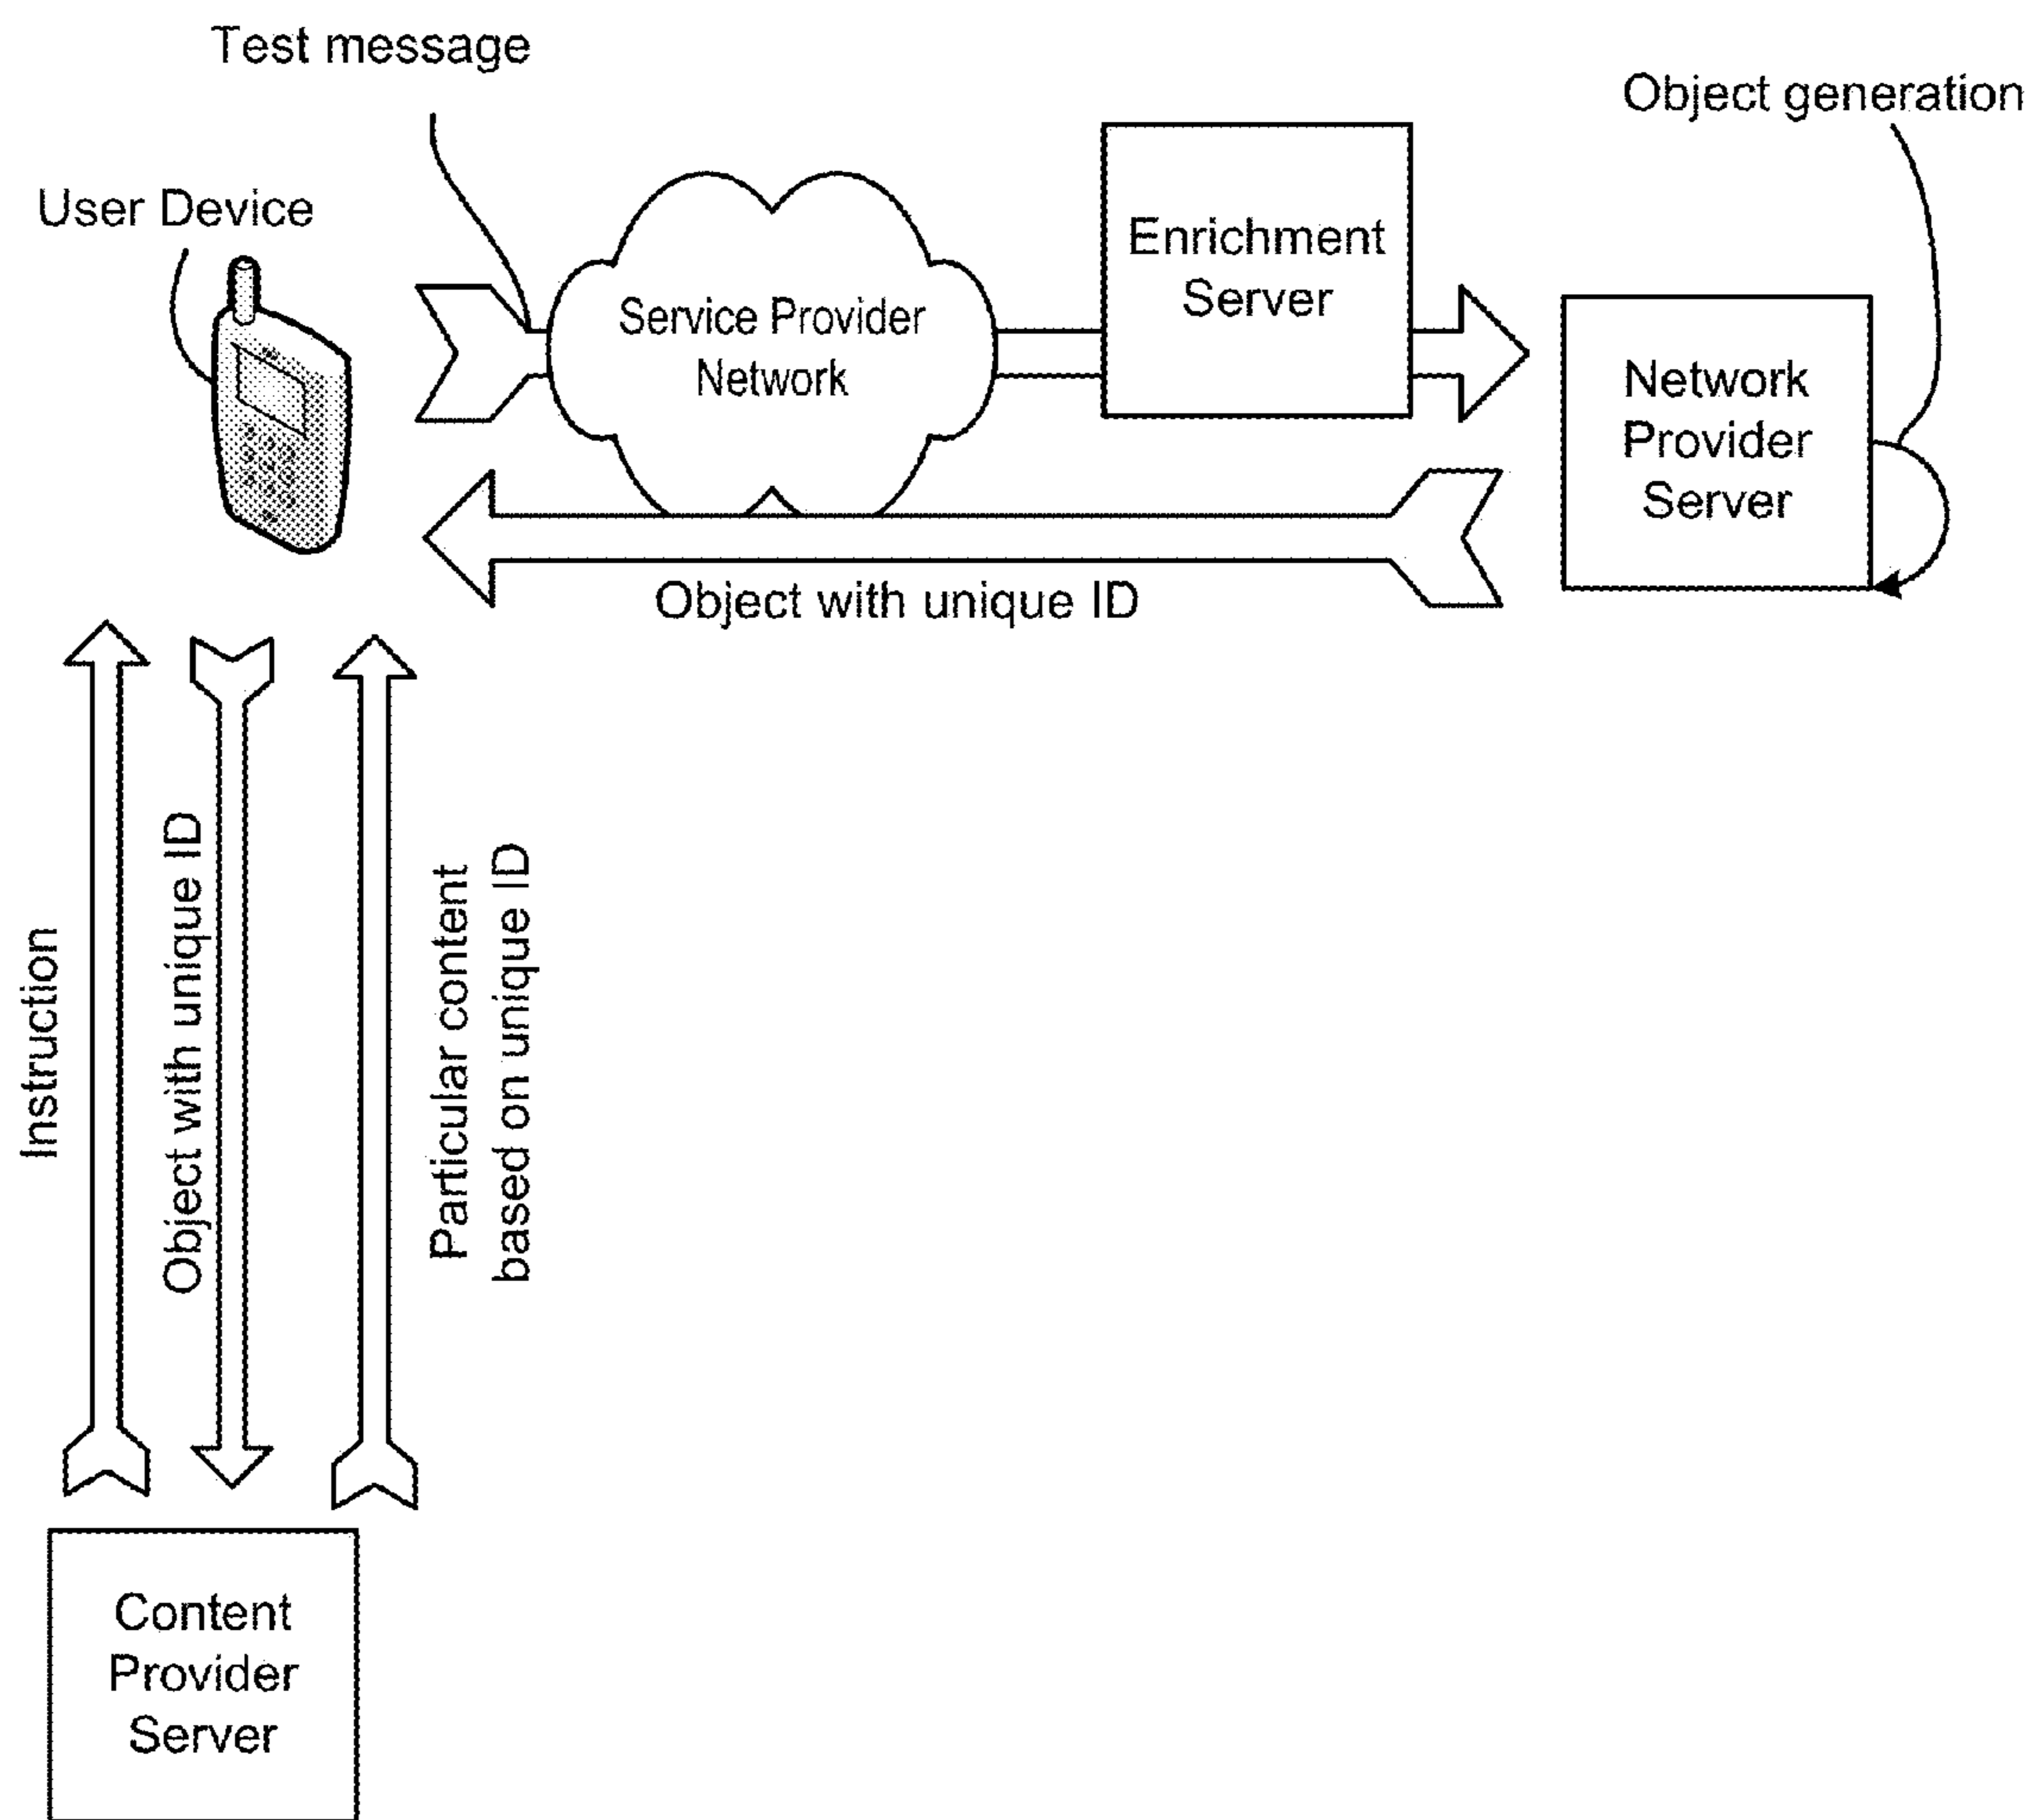 Test message
Object generation
User Device
Enrichment
Server
Service Provider
Network
Network
Provider
Server
Object with unique ID
Instruction
Object with unique ID
Particular content
based on unique ID
Content
Provider
Server